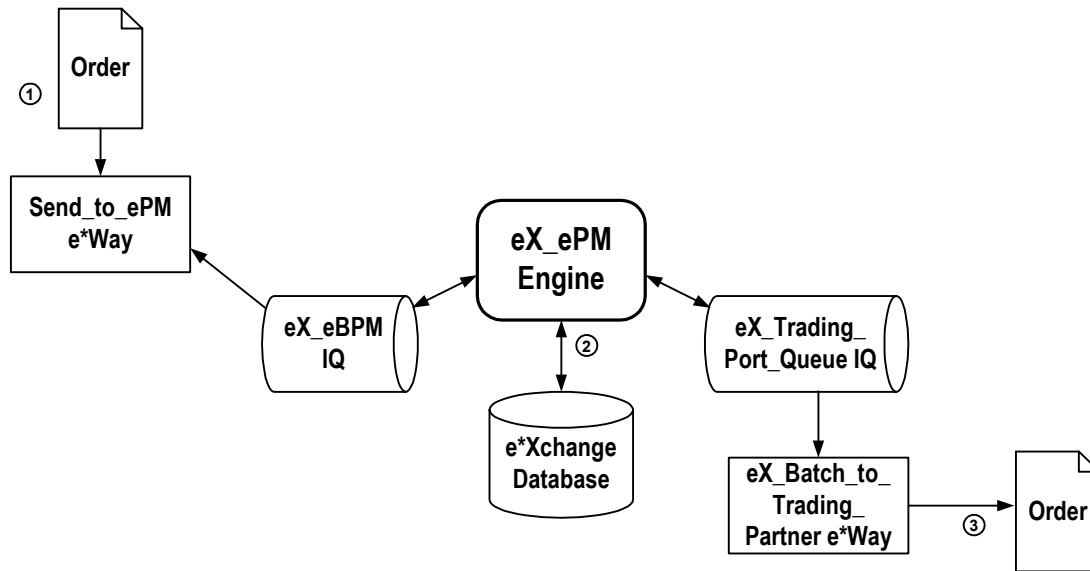 Order
①
Send_to_ePM
e*Way
eX_ePM
Engine
eX_eBPM
IQ
eX_Trading_
Port_Queue IQ
②
e*Xchange
Database
eX_Batch_to_
Trading_
Partner e*Way
③
Order